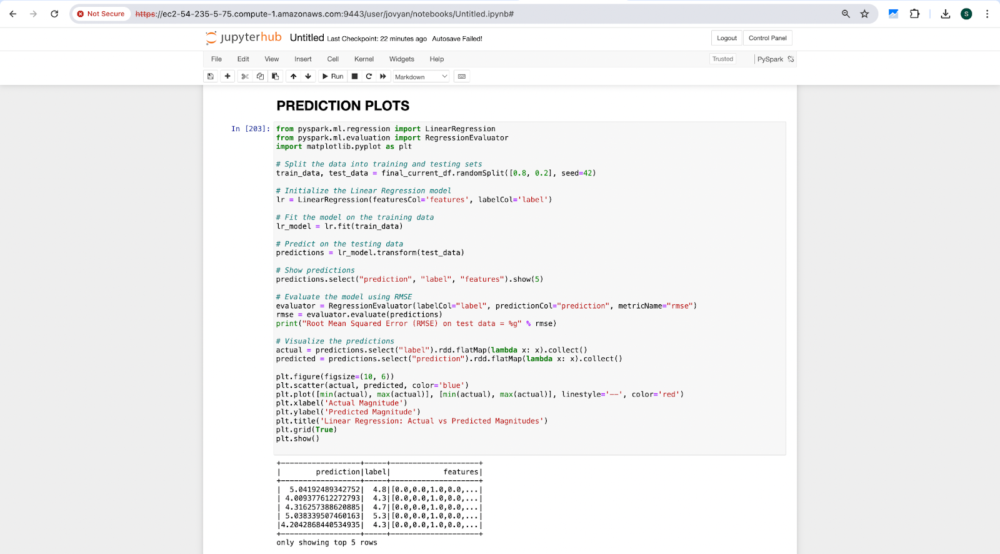 Not Secure https://ec2-54-235-5-75.compute-1.amazonaws.com:9443/user/jovyan/notebooks/Untitled.ipynb# S
jupyterhub Untitled Last Checkpoint: 22 minutes ago Autosave Failed! Logout Control Panel
File Edit View Insert Cell Kernel Widgets Help Trusted PySpark
Run Markdown
PREDICTION PLOTS
In [203]: from pyspark.ml.regression import LinearRegression
from pyspark.ml.evaluation import RegressionEvaluator
import matplotlib.pyplot as plt
# Split the data into training and testing sets
train_data, test_data = final_current_df.randomSplit([0.8, 0.2], seed=42)
# Initialize the Linear Regression model
lr = LinearRegression(featuresCol='features', labelCol='label')
# Fit the model on the training data
lr_model = lr.fit(train_data)
# Predict on the testing data
predictions = lr_model.transform(test_data)
# Show predictions
predictions.select("prediction", "label", "features").show(5)
# Evaluate the model using RMSE
evaluator = RegressionEvaluator(labelCol="label", predictionCol="prediction", metricName="rmse")
rmse = evaluator.evaluate(predictions)
print("Root Mean Squared Error (RMSE) on test data = %g" % rmse)
# Visualize the predictions
actual = predictions.select("label").rdd.flatMap(lambda x: x).collect()
predicted = predictions.select("prediction").rdd.flatMap(lambda x: x).collect()
plt.figure(figsize=(10, 6))
plt.scatter(actual, predicted, color='blue')
plt.plot([min(actual), max(actual)], [min(actual), max(actual)], linestyle='--', color='red')
plt.xlabel('Actual Magnitude')
plt.ylabel('Predicted Magnitude')
plt.title('Linear Regression: Actual vs Predicted Magnitudes')
plt.grid(True)
plt.show()
+------------------+-----+--------------------+
|        prediction|label|            features|
+------------------+-----+--------------------+
|  5.04192489342752|  4.8|[0.0,0.0,1.0,0.0,...|
| 4.009377612272793|  4.3|[0.0,0.0,1.0,0.0,...|
| 4.316257388620885|  4.7|[0.0,0.0,1.0,0.0,...|
| 5.038339507460163|  5.3|[0.0,0.0,1.0,0.0,...|
|4.2042868440534935|  4.3|[0.0,0.0,1.0,0.0,...|
+------------------+-----+--------------------+
only showing top 5 rows